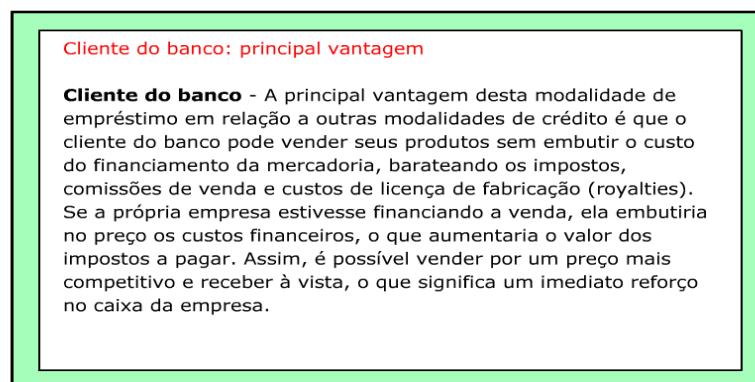 Cliente do banco: principal vantagem
Cliente do banco - A principal vantagem desta modalidade de
empréstimo em relação a outras modalidades de crédito é que o
cliente do banco pode vender seus produtos sem embutir o custo
do financiamento da mercadoria, barateando os impostos,
comissões de venda e custos de licença de fabricação (royalties).
Se a própria empresa estivesse financiando a venda, ela embutiria
no preço os custos financeiros, o que aumentaria o valor dos
impostos a pagar. Assim, é possível vender por um preço mais
competitivo e receber à vista, o que significa um imediato reforço
no caixa da empresa.